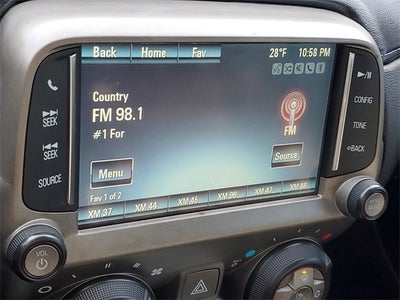 Back Home Fav
28°F 10:58 PM
Country
FM 98.1
#1 For
FM
Menu
Source
Fav 1 of 2
XM 37 XM 44 XM 45 XM 96 XM 47 XM 46
SEEK
SEEK
SOURCE
CONFIG
TONE
BACK
VOL